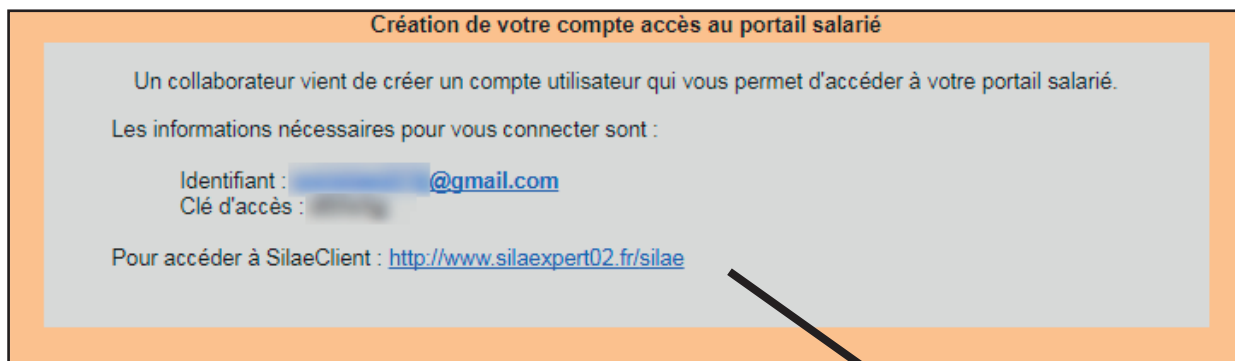 Création de votre compte accès au portail salarié
Un collaborateur vient de créer un compte utilisateur qui vous permet d'accéder à votre portail salarié.
Les informations nécessaires pour vous connecter sont :
Identifiant : @gmail.com
Clé d'accès :
Pour accéder à SilaeClient : http://www.silaexpert02.fr/silae